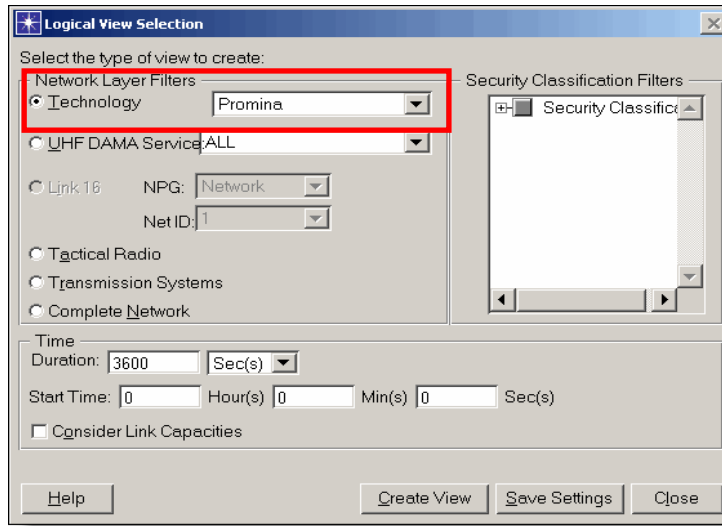 Logical View Selection
Select the type of view to create:
Network Layer Filters
Technology Promina
UHF DAMA Service: ALL
Link 16 NPG: Network
Net ID: 1
Tactical Radio
Transmission Systems
Complete Network
Security Classification Filters
Security Classific
Time
Duration: 3600 Sec(s)
Start Time: 0 Hour(s) 0 Min(s) 0 Sec(s)
Consider Link Capacities
Help Create View Save Settings Close